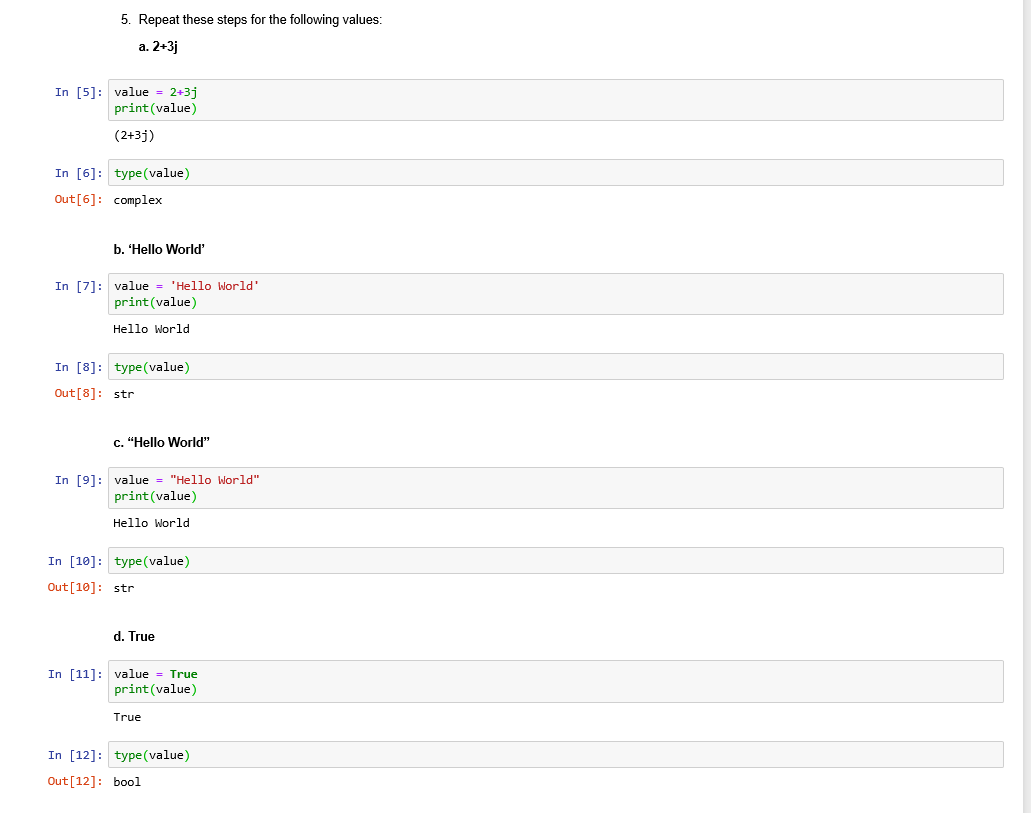 5. Repeat these steps for the following values:
a. 2+3j
In [5]: value = 2+3j
print(value)
(2+3j)
In [6]: type(value)
Out[6]: complex
b. ‘Hello World’
In [7]: value = 'Hello World'
print(value)
Hello World
In [8]: type(value)
Out[8]: str
c. “Hello World”
In [9]: value = "Hello World"
print(value)
Hello World
In [10]: type(value)
Out[10]: str
d. True
In [11]: value = True
print(value)
True
In [12]: type(value)
Out[12]: bool